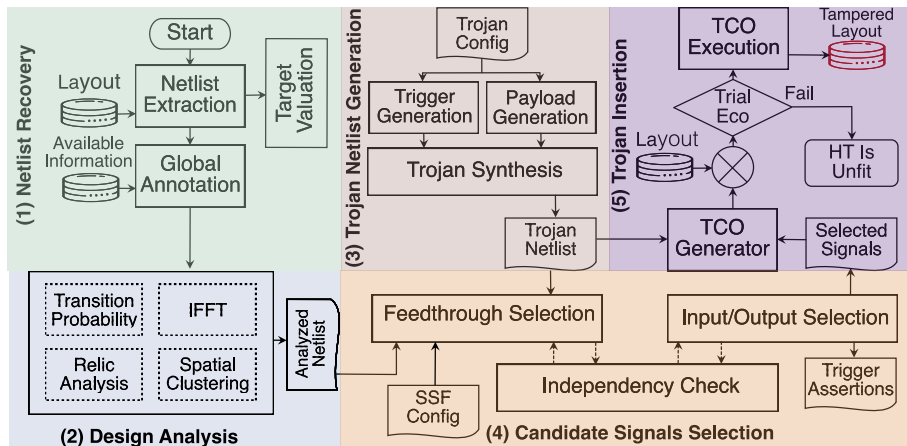 (1) Netlist Recovery
Start
Layout
Netlist
Extraction
Target
Valuation
Available
Information
Global
Annotation
(2) Design Analysis
Transition
Probability
IFFT
Relic
Analysis
Spatial
Clustering
Analyzed
Netlist
(3) Trojan Netlist Generation
Trojan
Config
Trigger
Generation
Payload
Generation
Trojan Synthesis
Trojan
Netlist
(4) Candidate Signals Selection
Feedthrough Selection
Input/Output Selection
Independency Check
SSF
Config
Trigger
Assertions
(5) Trojan Insertion
TCO
Execution
Tampered
Layout
Trial
Eco
Fail
Layout
HT Is
Unfit
TCO
Generator
Selected
Signals